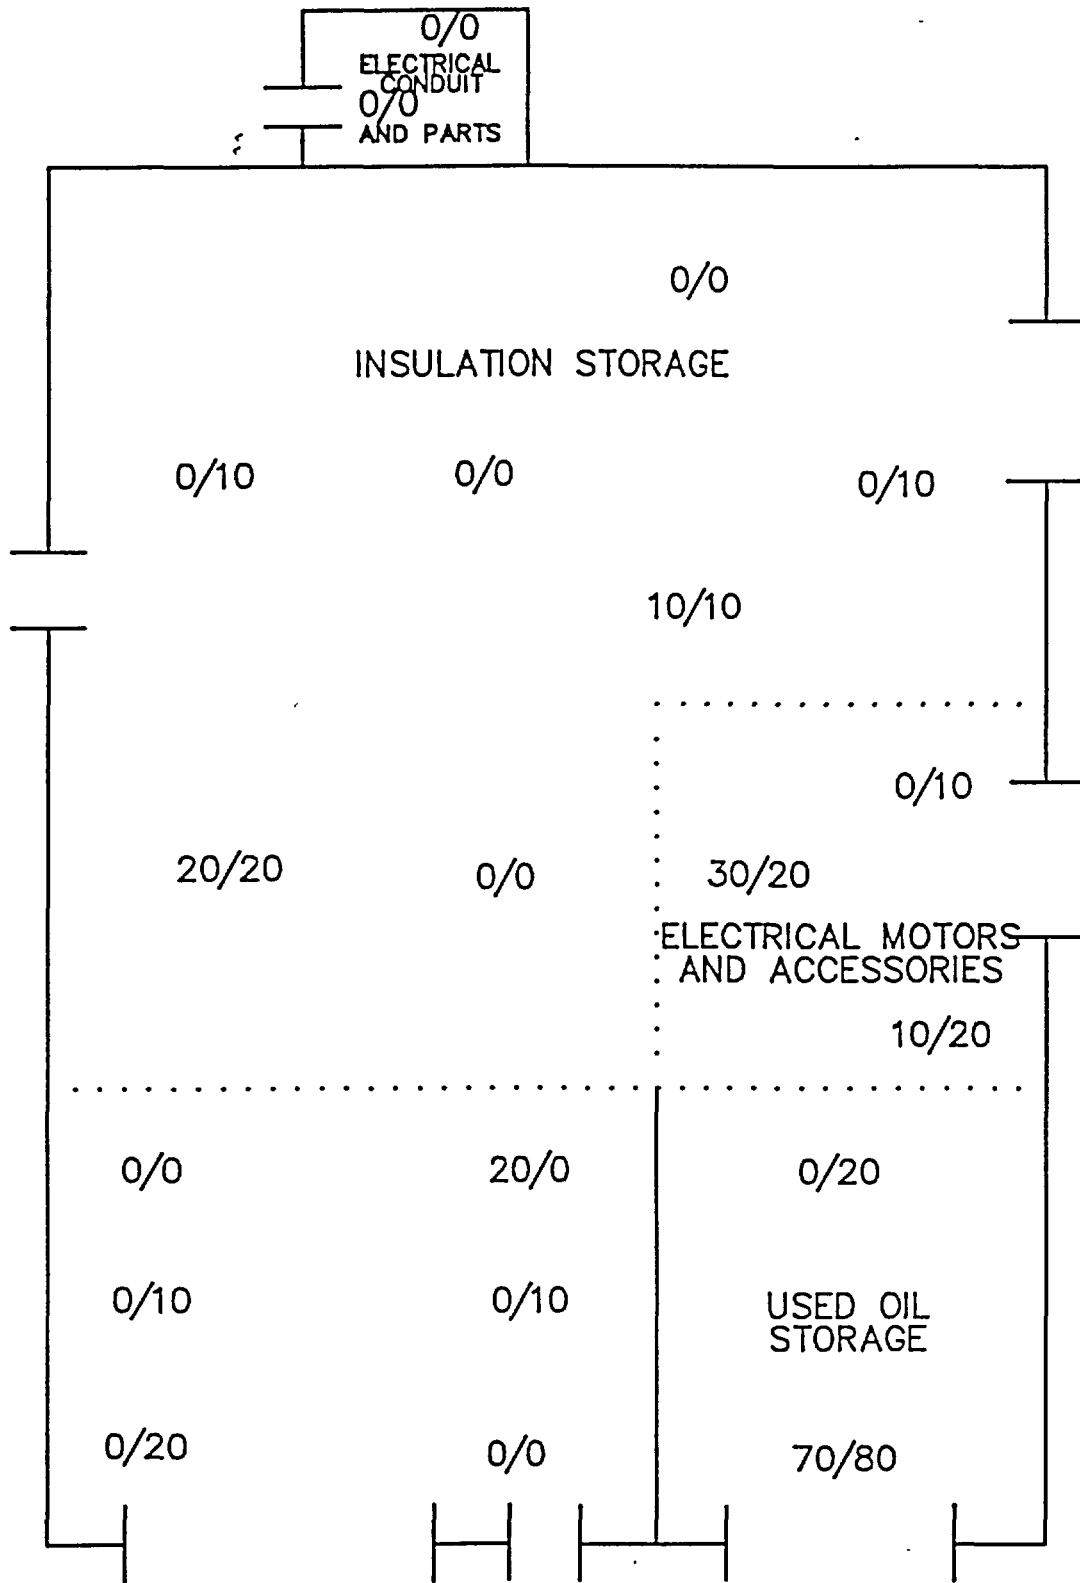 0/0
ELECTRICAL
CONDUIT
0/0
AND PARTS
0/0
INSULATION STORAGE
0/10 0/0 0/10
10/10
0/10
20/20 0/0 30/20
ELECTRICAL MOTORS
AND ACCESSORIES
10/20
0/0 20/0 0/20
0/10 0/10 USED OIL
STORAGE
0/20 0/0 70/80